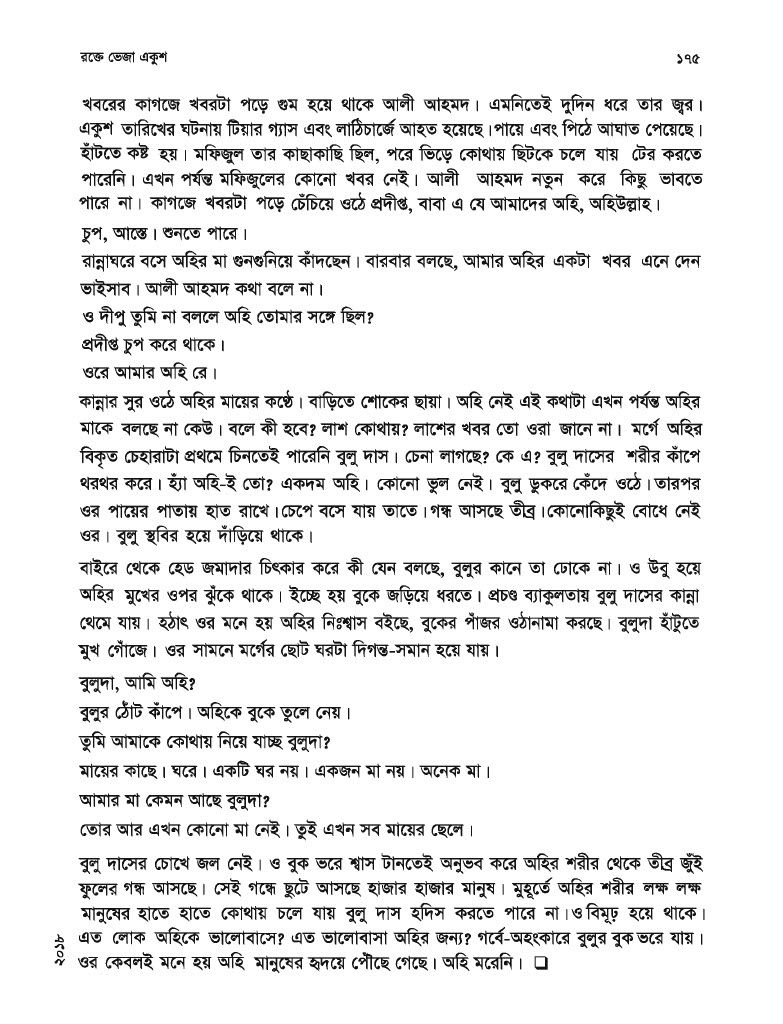 রক্তে ভেজা একুশ ১৭৫
খবরের কাগজে খবরটা পড়ে গুম হয়ে থাকে আলী আহমদ। এমনিতেই দুদিন ধরে তার জ্বর।
একুশ তারিখের ঘটনায় টিয়ার গ্যাস এবং লাঠিচার্জে আহত হয়েছে। পায়ে এবং পিঠে আঘাত পেয়েছে।
হাঁটতে কষ্ট হয়। মফিজুল তার কাছাকাছি ছিল, পরে ভিড়ে কোথায় ছিটকে চলে যায় টের করতে
পারেনি। এখন পর্যন্ত মফিজুলের কোনো খবর নেই। আলী আহমদ নতুন করে কিছু ভাবতে
পারে না। কাগজে খবরটা পড়ে চেঁচিয়ে ওঠে প্রদীপ্ত, বাবা এ যে আমাদের অহি, অহিউল্লাহ।
চুপ, আস্তে। শুনতে পারে।
রান্নাঘরে বসে অহির মা গুনগুনিয়ে কাঁদছেন। বারবার বলছে, আমার অহির একটা খবর এনে দেন
ভাইসাব। আলী আহমদ কথা বলে না।
ও দীপু তুমি না বললে অহি তোমার সঙ্গে ছিল?
প্রদীপ্ত চুপ করে থাকে।
ওরে আমার অহি রে।
কান্নার সুর ওঠে অহির মায়ের কণ্ঠে। বাড়িতে শোকের ছায়া। অহি নেই এই কথাটা এখন পর্যন্ত অহির
মাকে বলছে না কেউ। বলে কী হবে? লাশ কোথায়? লাশের খবর তো ওরা জানে না। মর্গে অহির
বিকৃত চেহারাটা প্রথমে চিনতেই পারেনি বুলু দাস। চেনা লাগছে? কে এ? বুলু দাসের শরীর কাঁপে
থরথর করে। হ্যাঁ অহি-ই তো? একদম অহি। কোনো ভুল নেই। বুলু ডুকরে কেঁদে ওঠে। তারপর
ওর পায়ের পাতায় হাত রাখে। চেপে বসে যায় তাতে। গন্ধ আসছে তীব্র। কোনোকিছুই বোধে নেই
ওর। বুলু স্থবির হয়ে দাঁড়িয়ে থাকে।
বাইরে থেকে হেড জমাদার চিৎকার করে কী যেন বলছে, বুলুর কানে তা ঢোকে না। ও উবু হয়ে
অহির মুখের ওপর ঝুঁকে থাকে। ইচ্ছে হয় বুকে জড়িয়ে ধরতে। প্রচণ্ড ব্যাকুলতায় বুলু দাসের কান্না
থেমে যায়। হঠাৎ ওর মনে হয় অহির নিঃশ্বাস বইছে, বুকের পাঁজর ওঠানামা করছে। বুলুদা হাঁটুতে
মুখ গোঁজে। ওর সামনে মর্গের ছোট ঘরটা দিগন্ত-সমান হয়ে যায়।
বুলুদা, আমি অহি?
বুলুর ঠোঁট কাঁপে। অহিকে বুকে তুলে নেয়।
তুমি আমাকে কোথায় নিয়ে যাচ্ছ বুলুদা?
মায়ের কাছে। ঘরে। একটি ঘর নয়। একজন মা নয়। অনেক মা।
আমার মা কেমন আছে বুলুদা?
তোর আর এখন কোনো মা নেই। তুই এখন সব মায়ের ছেলে।
বুলু দাসের চোখে জল নেই। ও বুক ভরে শ্বাস টানতেই অনুভব করে অহির শরীর থেকে তীব্র জুঁই
ফুলের গন্ধ আসছে। সেই গন্ধে ছুটে আসছে হাজার হাজার মানুষ। মুহূর্তে অহির শরীর লক্ষ লক্ষ
মানুষের হাতে হাতে কোথায় চলে যায় বুলু দাস হদিস করতে পারে না। ও বিমূঢ় হয়ে থাকে।
এত লোক অহিকে ভালোবাসে? এত ভালোবাসা অহির জন্য? গর্বে-অহংকারে বুলুর বুক ভরে যায়।
ওর কেবলই মনে হয় অহি মানুষের হৃদয়ে পৌঁছে গেছে। অহি মরেনি। ❑
২০১৮